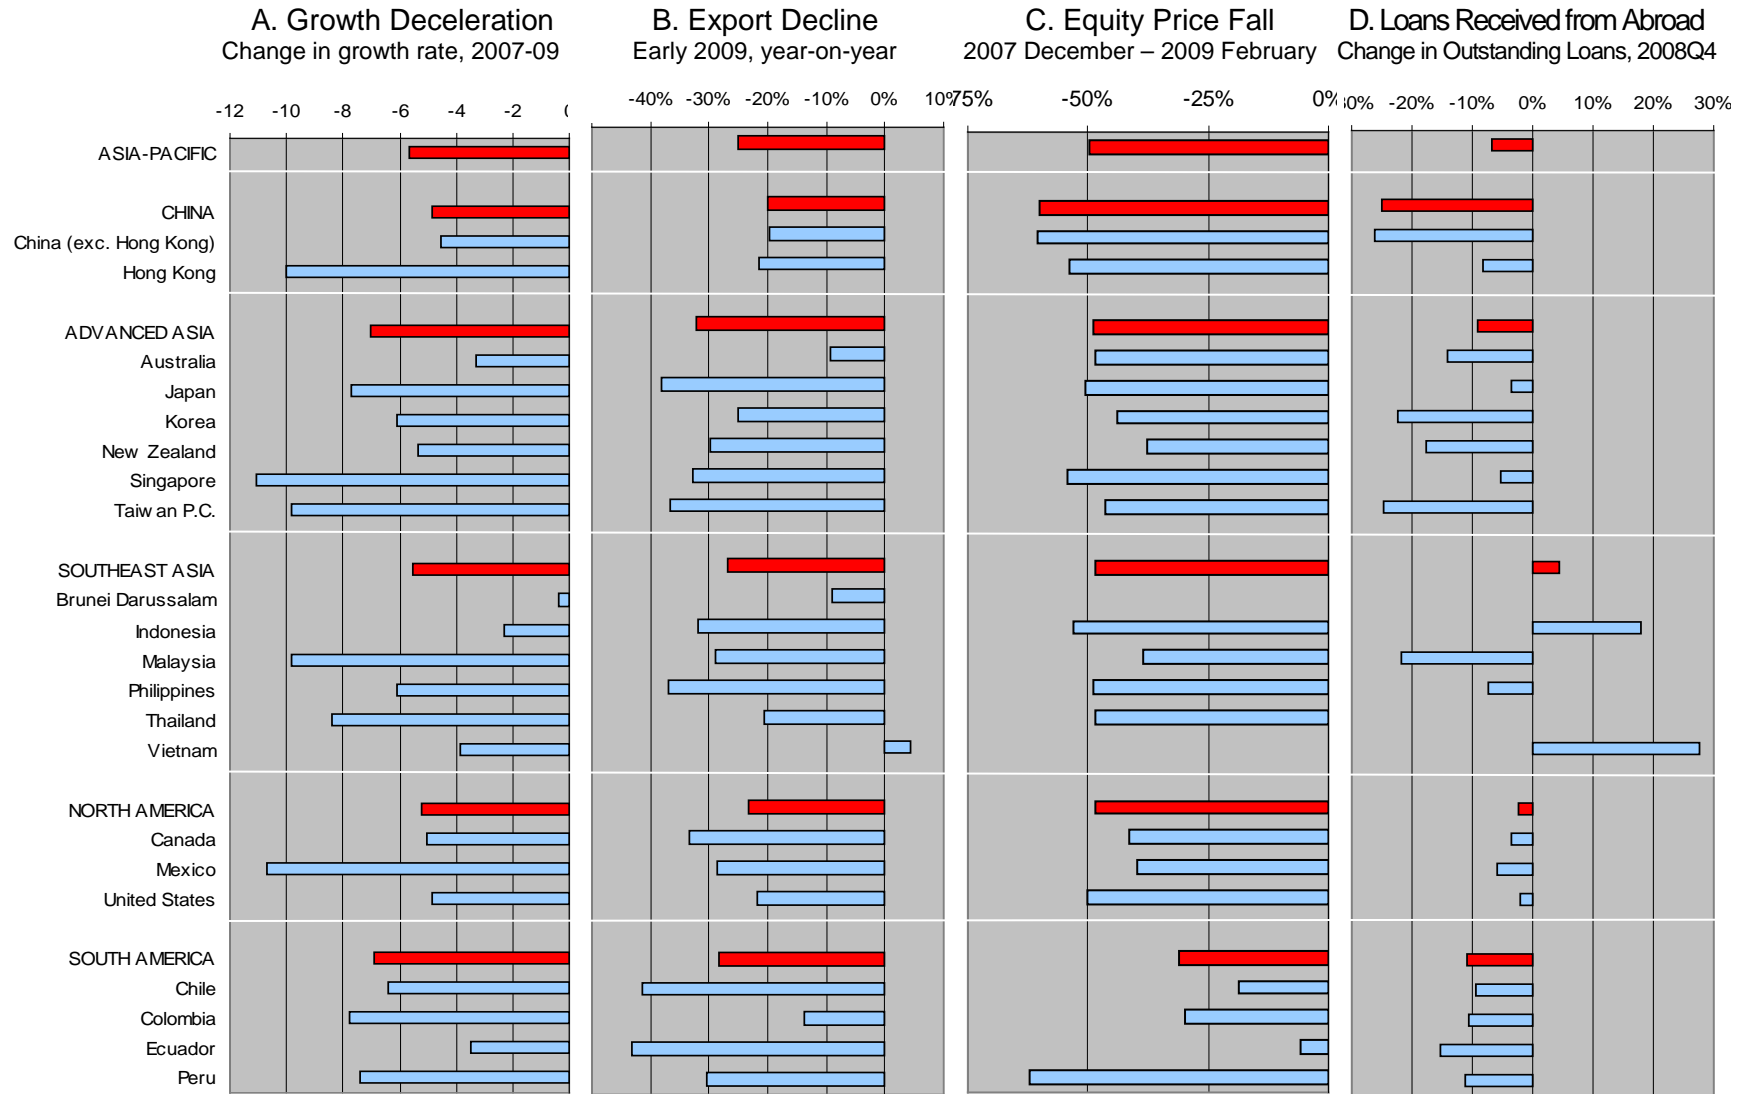 A. Growth Deceleration
Change in growth rate, 2007-09
B. Export Decline
Early 2009, year-on-year
C. Equity Price Fall
2007 December – 2009 February
D. Loans Received from Abroad
Change in Outstanding Loans, 2008Q4
-12 -10 -8 -6 -4 -2 0
-40% -30% -20% -10% 0% 10%
75% -50% -25% 0%
30% -20% -10% 0% 10% 20% 30%
ASIA-PACIFIC
CHINA
China (exc. Hong Kong)
Hong Kong
ADVANCED ASIA
Australia
Japan
Korea
New Zealand
Singapore
Taiwan P.C.
SOUTHEAST ASIA
Brunei Darussalam
Indonesia
Malaysia
Philippines
Thailand
Vietnam
NORTH AMERICA
Canada
Mexico
United States
SOUTH AMERICA
Chile
Colombia
Ecuador
Peru